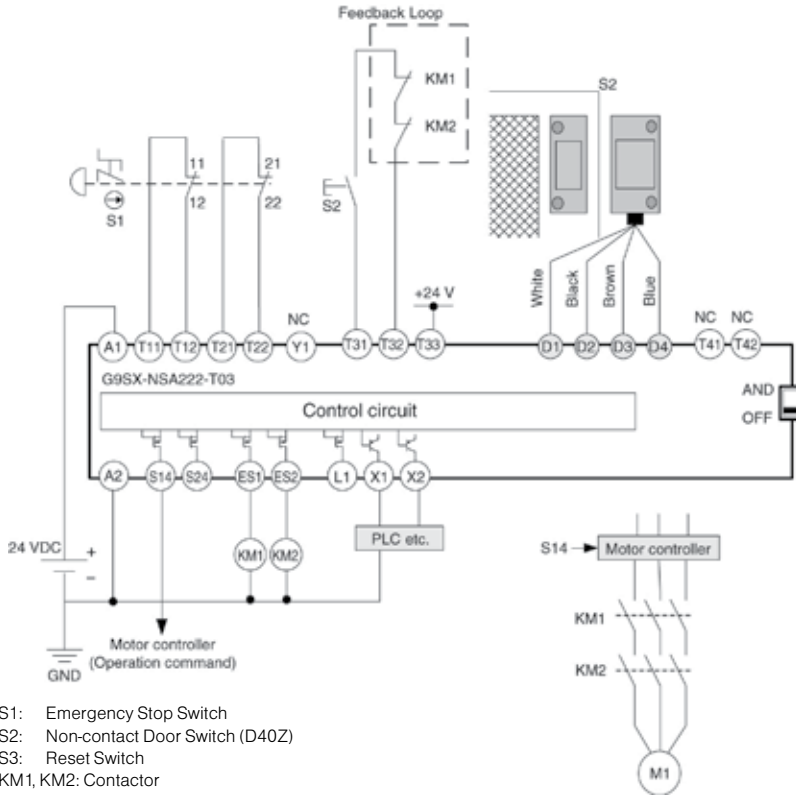 Feedback Loop
KM1
KM2
S2
11
12
21
22
S1
S2
White
Black
Brown
Blue
+24 V
NC
NC NC
A1 T11 T12 T21 T22 Y1 T31 T32 T33 D1 D2 D3 D4 T41 T42
G9SX-NSA222-T03
Control circuit
AND
OFF
A2 S14 S24 ES1 ES2 L1 X1 X2
24 VDC
+
−
KM1 KM2
PLC etc.
S14
Motor controller
Motor controller
(Operation command)
GND
KM1
KM2
M1
S1: Emergency Stop Switch
S2: Non-contact Door Switch (D40Z)
S3: Reset Switch
KM1, KM2: Contactor